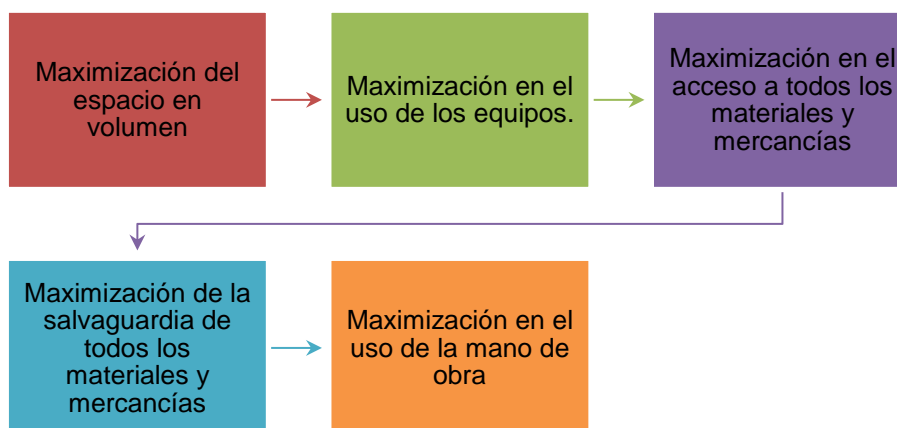 Maximización del
espacio en
volumen
Maximización en el
uso de los equipos.
Maximización en el
acceso a todos los
materiales y
mercancías
Maximización de la
salvaguardia de
todos los
materiales y
mercancías
Maximización en el
uso de la mano de
obra